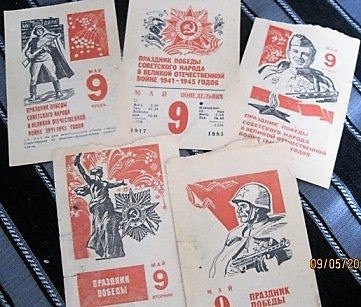 МАЙ
9
СРЕДА
ПРАЗДНИК ПОБЕДЫ
СОВЕТСКОГО НАРОДА
В ВЕЛИКОЙ ОТЕЧЕСТВЕННОЙ
ВОЙНЕ 1941-1945 ГОДОВ
ПРАЗДНИК ПОБЕДЫ
СОВЕТСКОГО НАРОДА
В ВЕЛИКОЙ ОТЕЧЕСТВЕННОЙ
ВОЙНЕ 1941-1945 ГОДОВ
МАЙ ПОНЕДЕЛЬНИК
9
1917
1983
МАЙ
9
ПРАЗДНИК ПОБЕДЫ
СОВЕТСКОГО НАРОДА
В ВЕЛИКОЙ ОТЕЧЕСТВЕННОЙ
ВОЙНЕ 1941-1945 ГОДОВ
ПРАЗДНИК
ПОБЕДЫ
МАЙ
9
ВТОРНИК
МАЙ
9
ПРАЗДНИК
ПОБЕДЫ
09/05/20